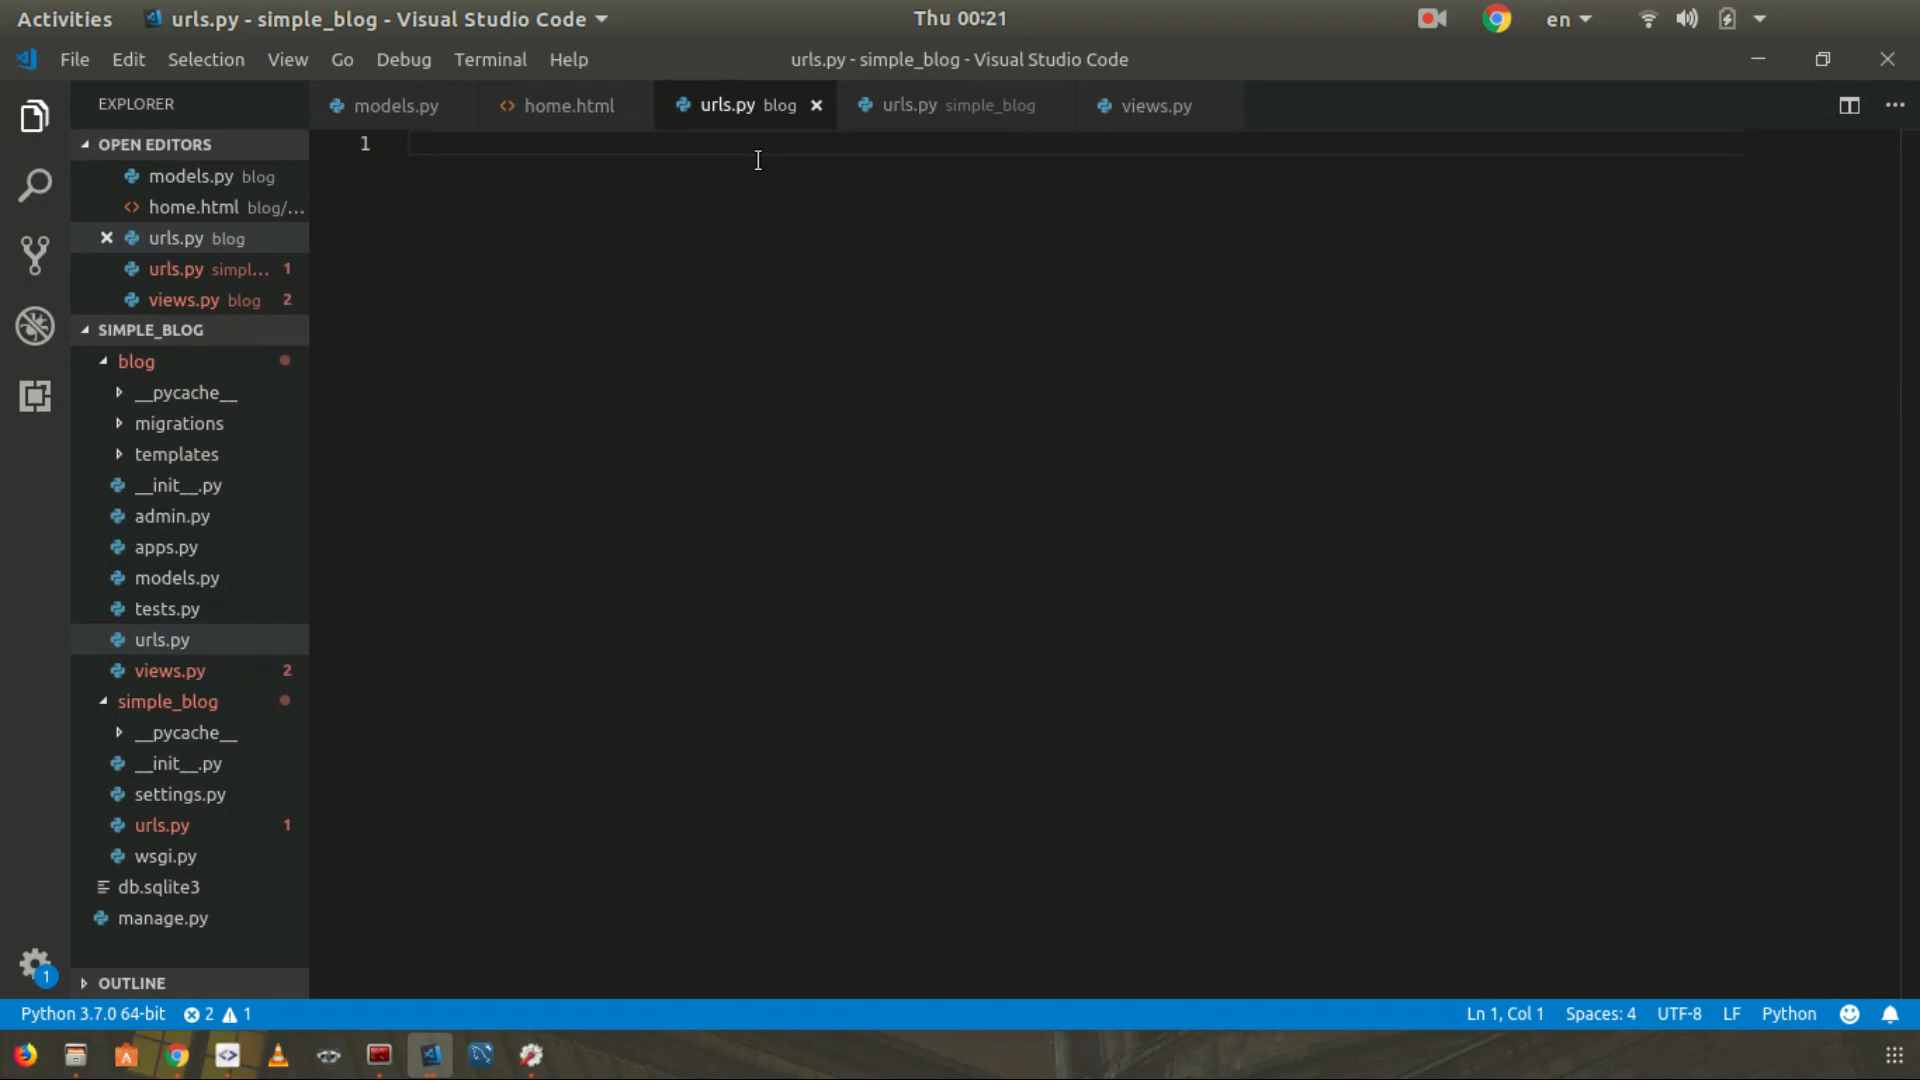 Activities urls.py - simple_blog - Visual Studio Code Thu 00:21 en
File Edit Selection View Go Debug Terminal Help urls.py - simple_blog - Visual Studio Code
EXPLORER models.py home.html urls.py blog urls.py simple_blog views.py
OPEN EDITORS 1
models.py blog
home.html blog/...
urls.py blog
urls.py simpl... 1
views.py blog 2
SIMPLE_BLOG
blog
__pycache__
migrations
templates
__init__.py
admin.py
apps.py
models.py
tests.py
urls.py
views.py 2
simple_blog
__pycache__
__init__.py
settings.py
urls.py 1
wsgi.py
db.sqlite3
manage.py
1
OUTLINE
Python 3.7.0 64-bit 2 1 Ln 1, Col 1 Spaces: 4 UTF-8 LF Python